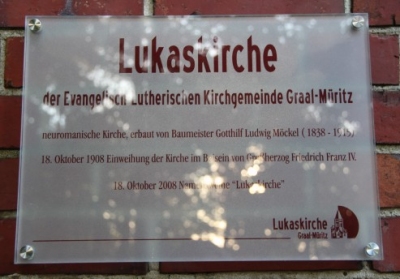 Lukaskirche
der Evangelisch Lutherischen Kirchgemeinde Graal-Müritz
neuromanische Kirche, erbaut von Baumeister Gotthilf Ludwig Möckel ( 1838 - 1915)
18. Oktober 1908 Einweihung der Kirche im Beisein von Großherzog Friedrich Franz IV.
18. Oktober 2008 "Lukaskirche"
Lukaskirche
Graal-Müritz